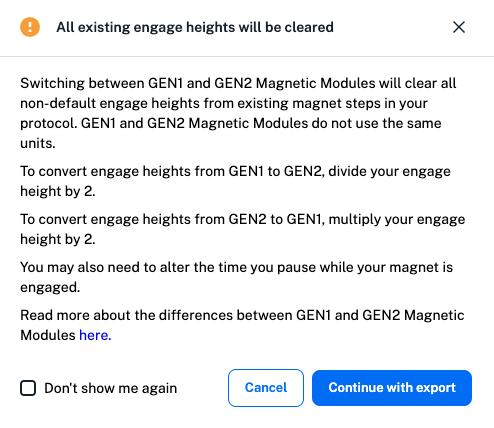 All existing engage heights will be cleared
Switching between GEN1 and GEN2 Magnetic Modules will clear all
non-default engage heights from existing magnet steps in your
protocol. GEN1 and GEN2 Magnetic Modules do not use the same
units.
To convert engage heights from GEN1 to GEN2, divide your engage
height by 2.
To convert engage heights from GEN2 to GEN1, multiply your engage
height by 2.
You may also need to alter the time you pause while your magnet is
engaged.
Read more about the differences between GEN1 and GEN2 Magnetic
Modules here.
Don't show me again
Cancel
Continue with export